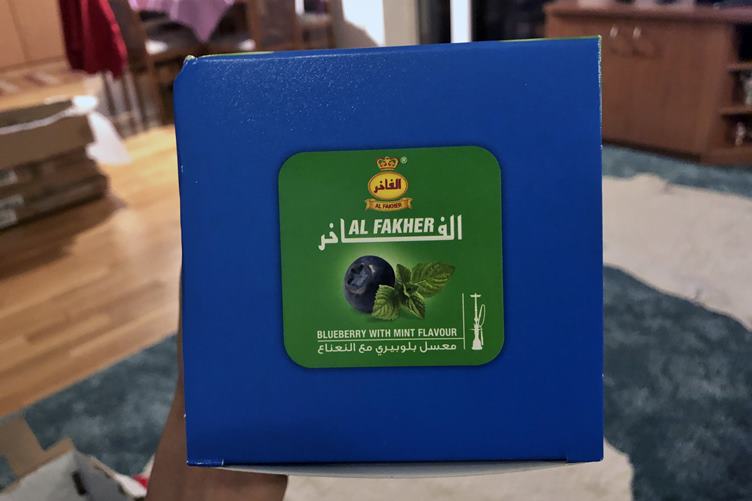 ®
الفاخر
AL FAKHER
AL FAKHER
الفاخر
BLUEBERRY WITH MINT FLAVOUR
معسل بلوبيري مع النعناع